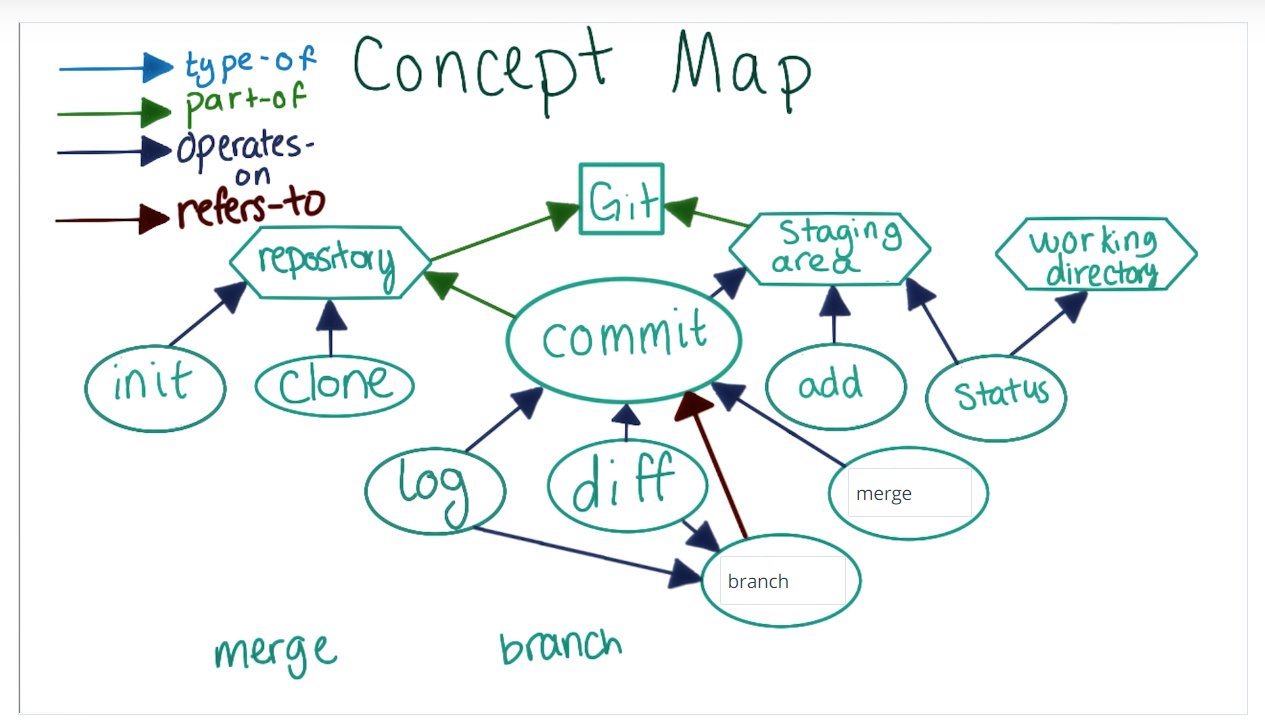 type-of
Concept Map
part-of
operates-
on
refers-to
Git
repository
Staging
area
working
directory
commit
init
clone
add
Status
log
diff
merge
branch
merge
branch